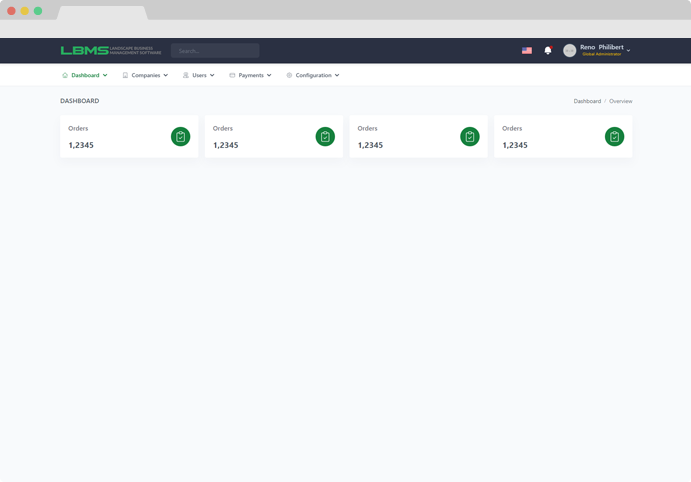 LBMS LANDSCAPE BUSINESS
MANAGEMENT SOFTWARE
Search...
Reno Philibert
Global Administrator
Dashboard
Companies
Users
Payments
Configuration
DASHBOARD
Dashboard / Overview
Orders
1,2345
Orders
1,2345
Orders
1,2345
Orders
1,2345